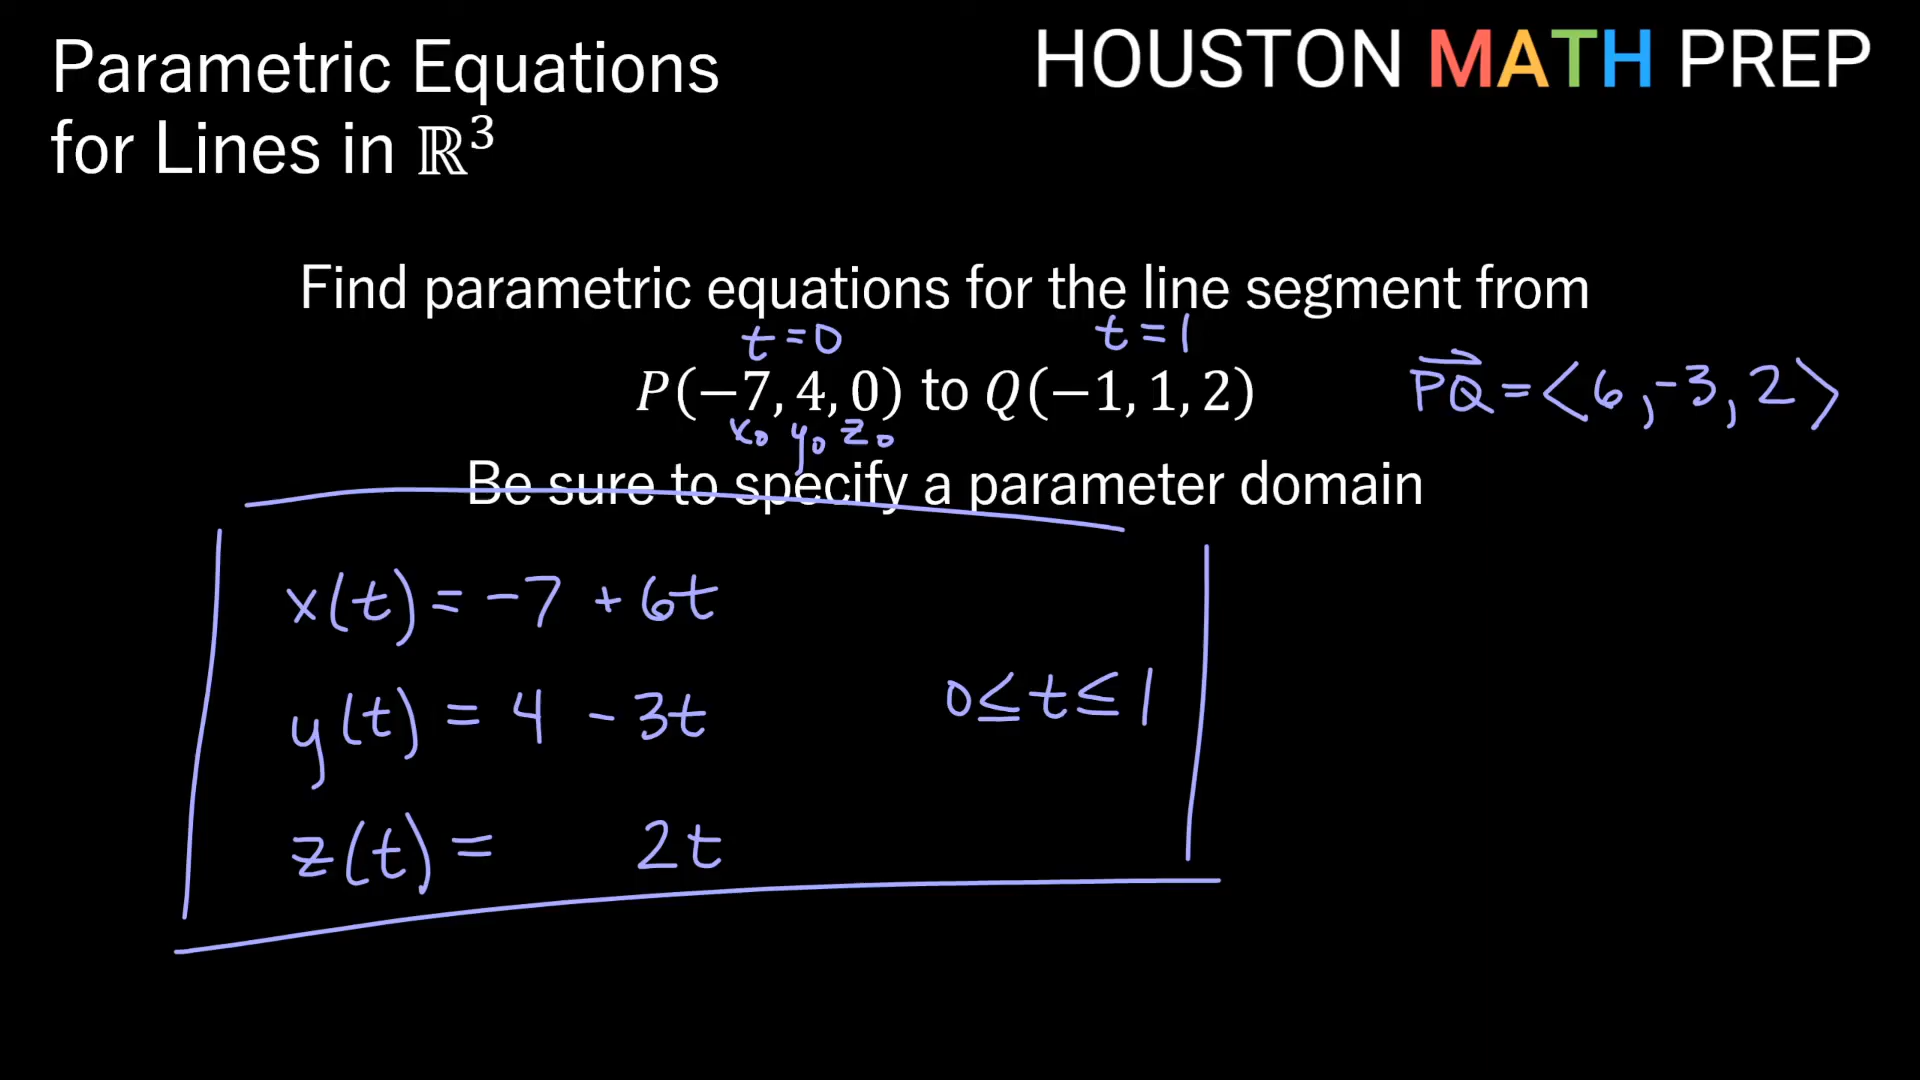 Parametric Equations
for Lines in ℝ³
HOUSTON MATH PREP
Find parametric equations for the line segment from
t = 0
t = 1
P(−7, 4, 0) to Q(−1, 1, 2)
x₀ y₀ z₀
PQ⃗ = ⟨6, -3, 2⟩
Be sure to specify a parameter domain
x(t) = -7 + 6t
y(t) = 4 - 3t
0 ≤ t ≤ 1
z(t) = 2t